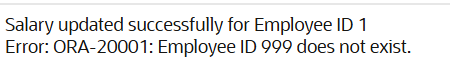 Salary updated successfully for Employee ID 1
Error: ORA-20001: Employee ID 999 does not exist.